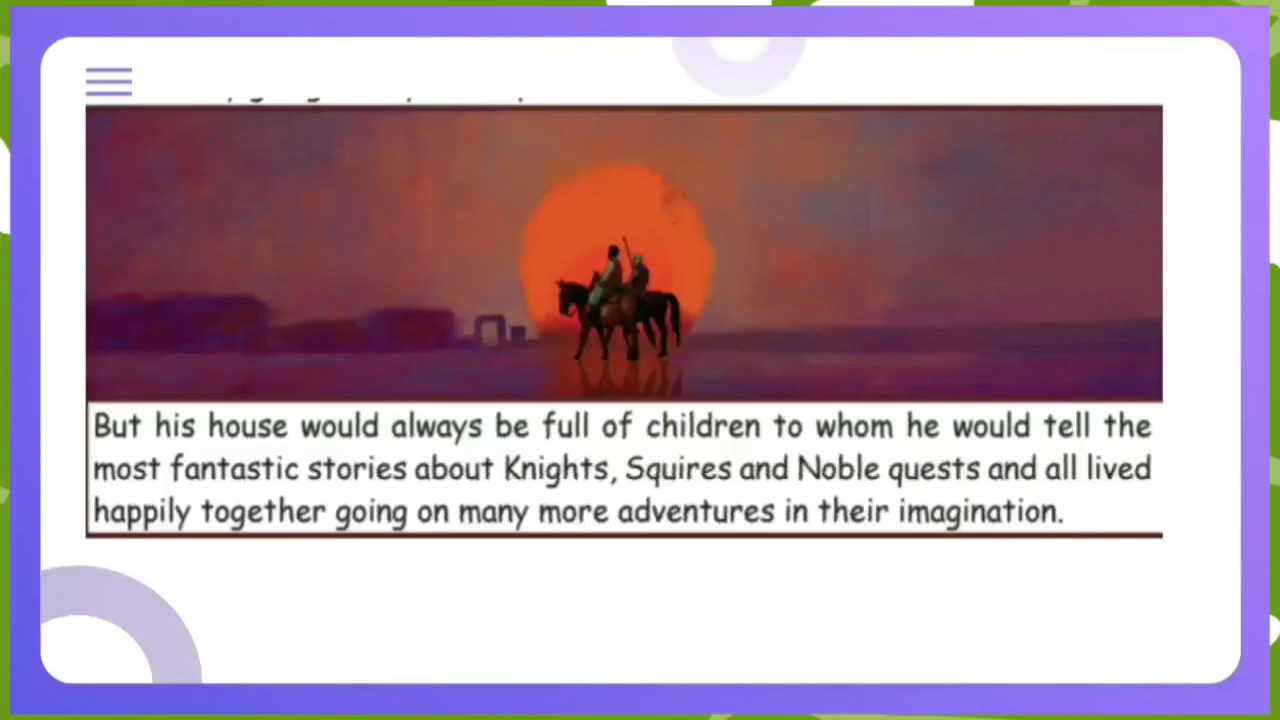 But his house would always be full of children to whom he would tell the
most fantastic stories about Knights, Squires and Noble quests and all lived
happily together going on many more adventures in their imagination.